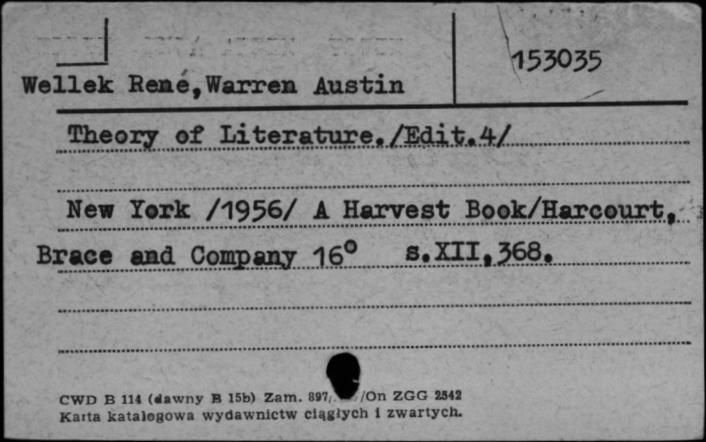 153035
Wellek René,Warren Austin
Theory of Literature./Edit.4/
New York /1956/ A Harvest Book/Harcourt,
Brace and Company 16° s.XII,368.
CWD B 114 (dawny B 15b) Zam. 897/ /On ZGG 2542
Karta katalogowa wydawnictw ciągłych i zwartych.